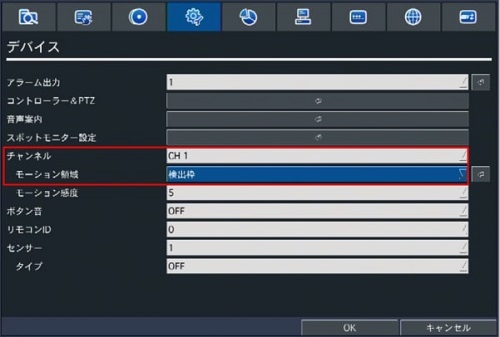 デバイス
アラーム出力 1
コントローラー&PTZ
音声案内
スポットモニター設定
チャンネル CH 1
モーション領域 検出枠
モーション感度 5
ボタン音 OFF
リモコンID 0
センサー 1
タイプ OFF
OK キャンセル